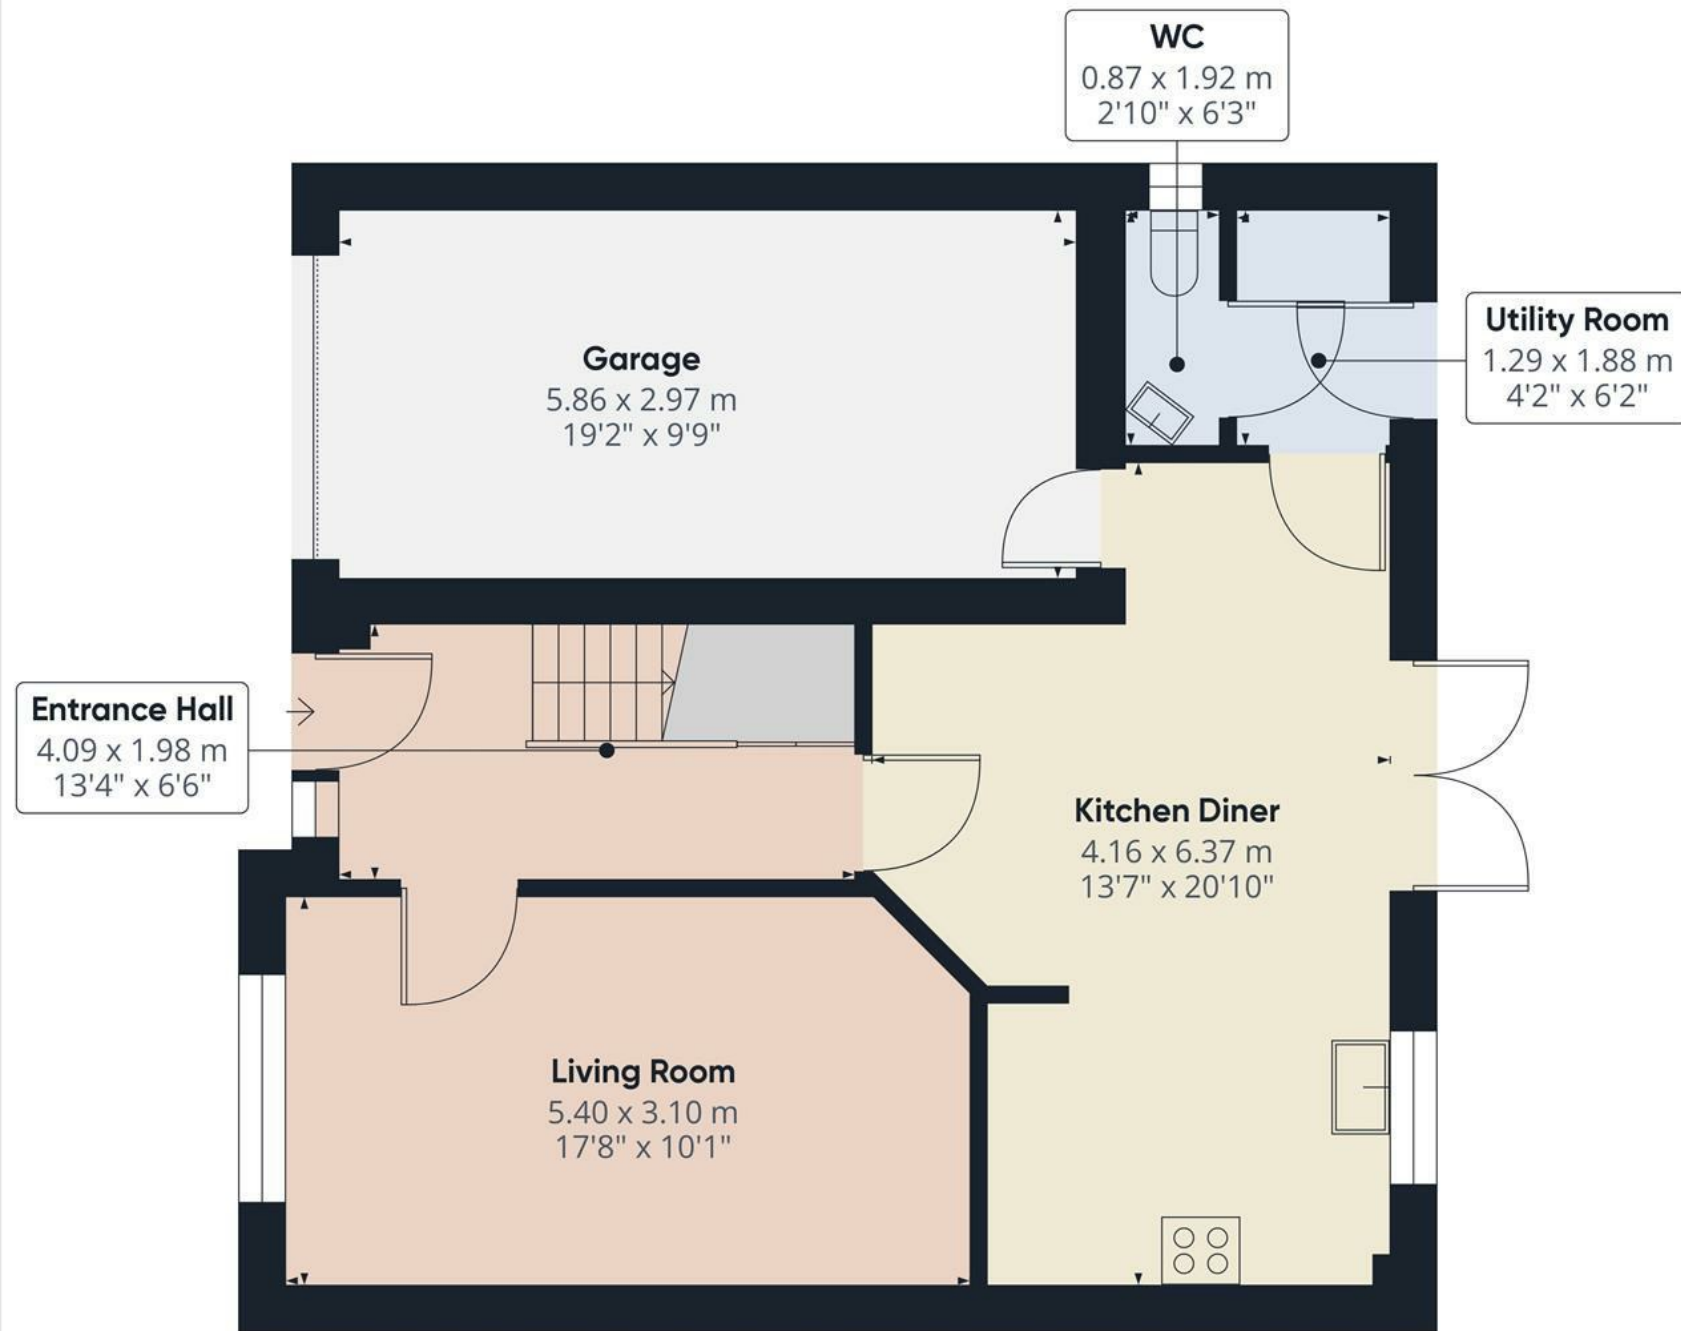 WC
0.87 x 1.92 m
2'10" x 6'3"
Utility Room
1.29 x 1.88 m
4'2" x 6'2"
Garage
5.86 x 2.97 m
19'2" x 9'9"
Entrance Hall
4.09 x 1.98 m
13'4" x 6'6"
Kitchen Diner
4.16 x 6.37 m
13'7" x 20'10"
Living Room
5.40 x 3.10 m
17'8" x 10'1"